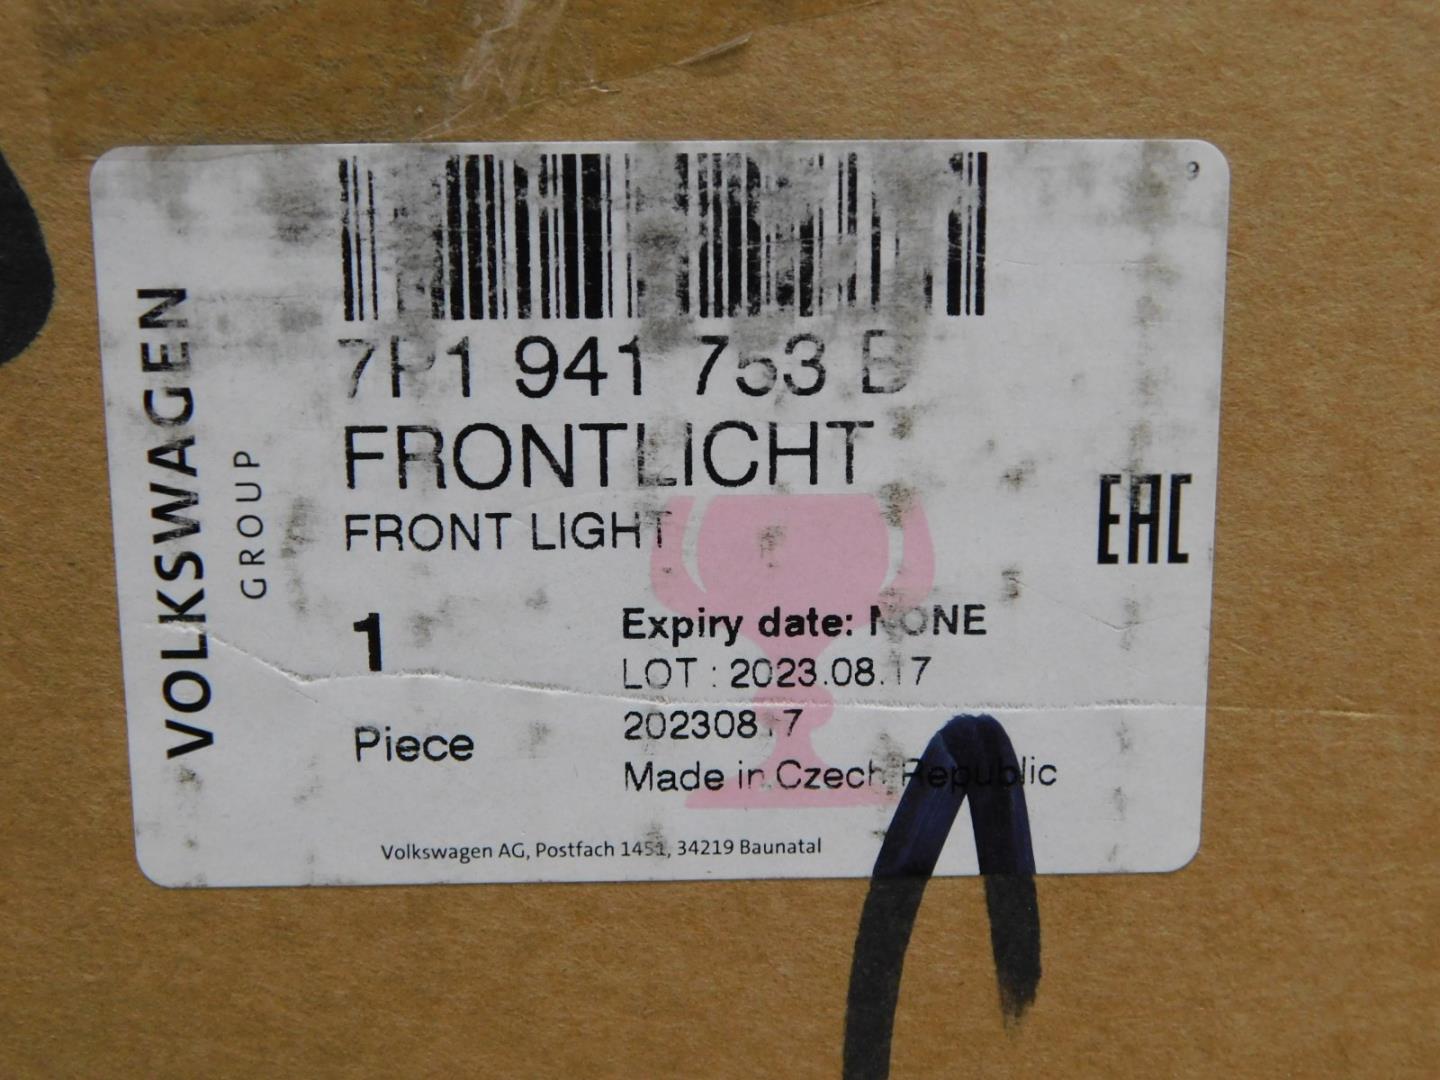 9
7P1 941 753 B
FRONTLICHT
FRONT LIGHT
1
Piece
Expiry date: NONE
LOT : 2023.08.17
20230817
Made in Czech Republic
Volkswagen AG, Postfach 1451, 34219 Baunatal
VOLKSWAGEN
GROUP
EAC